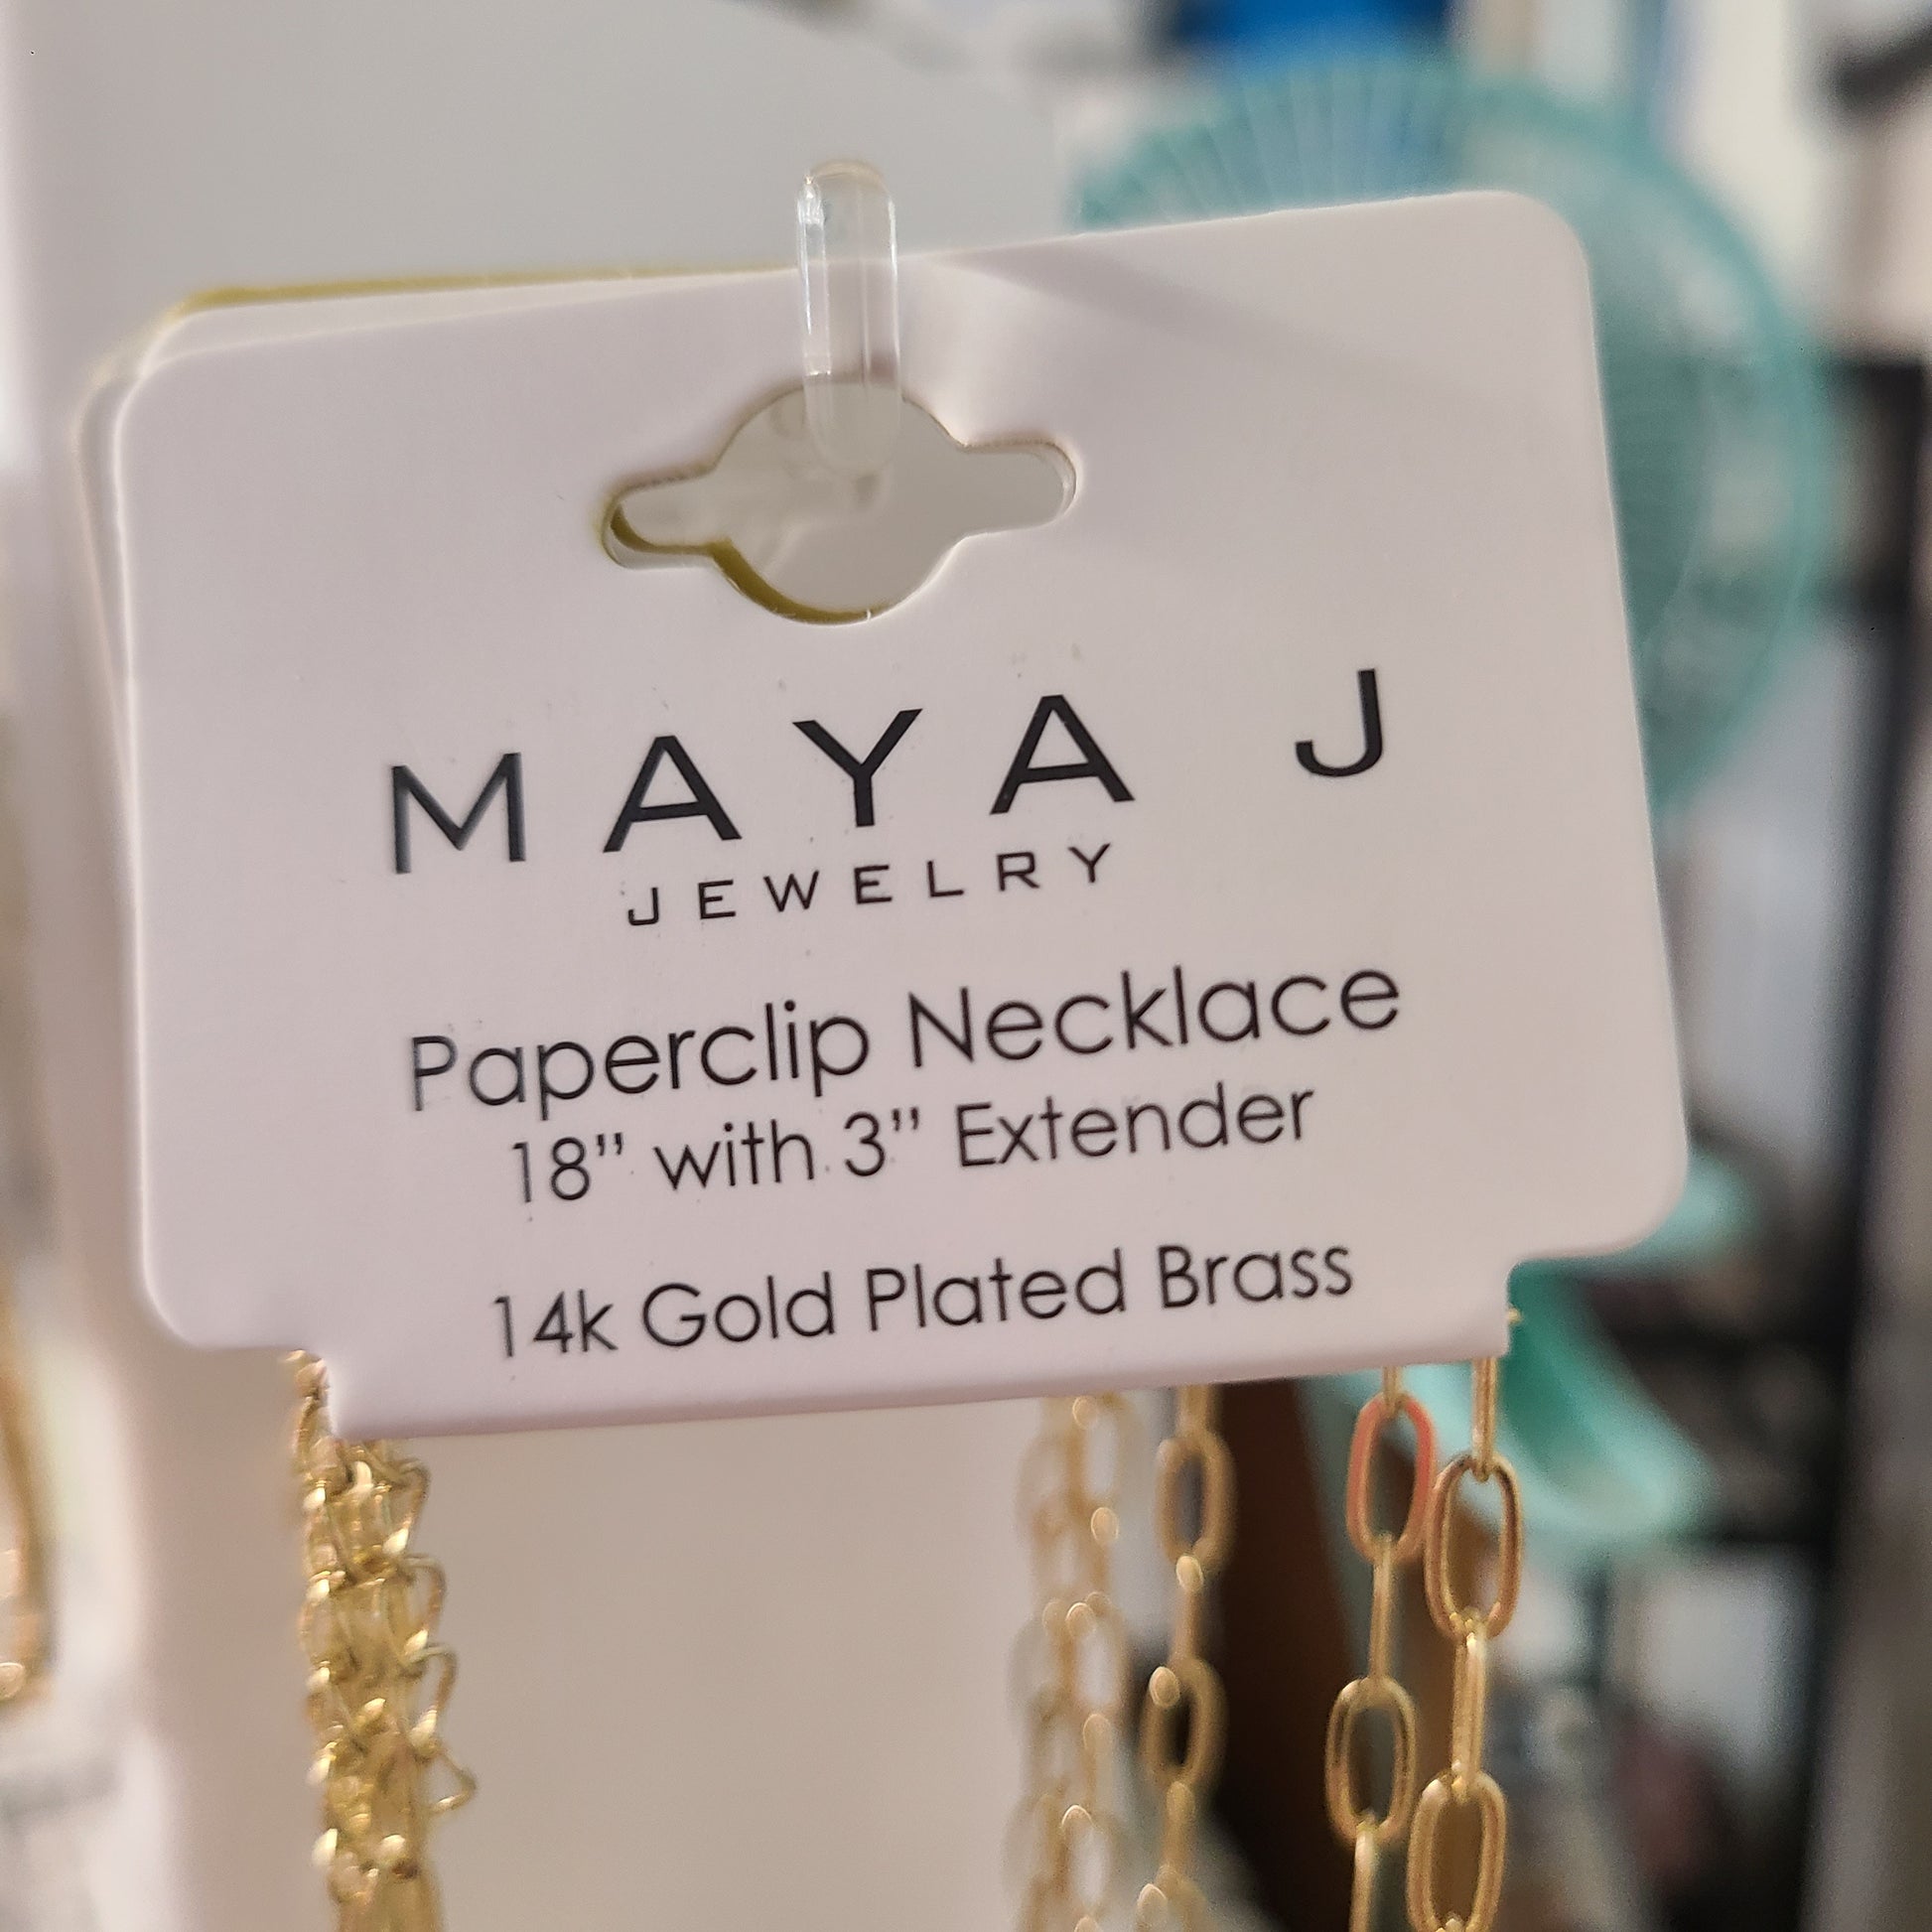 MAYA J
JEWELRY
Paperclip Necklace
18” with 3” Extender
14k Gold Plated Brass